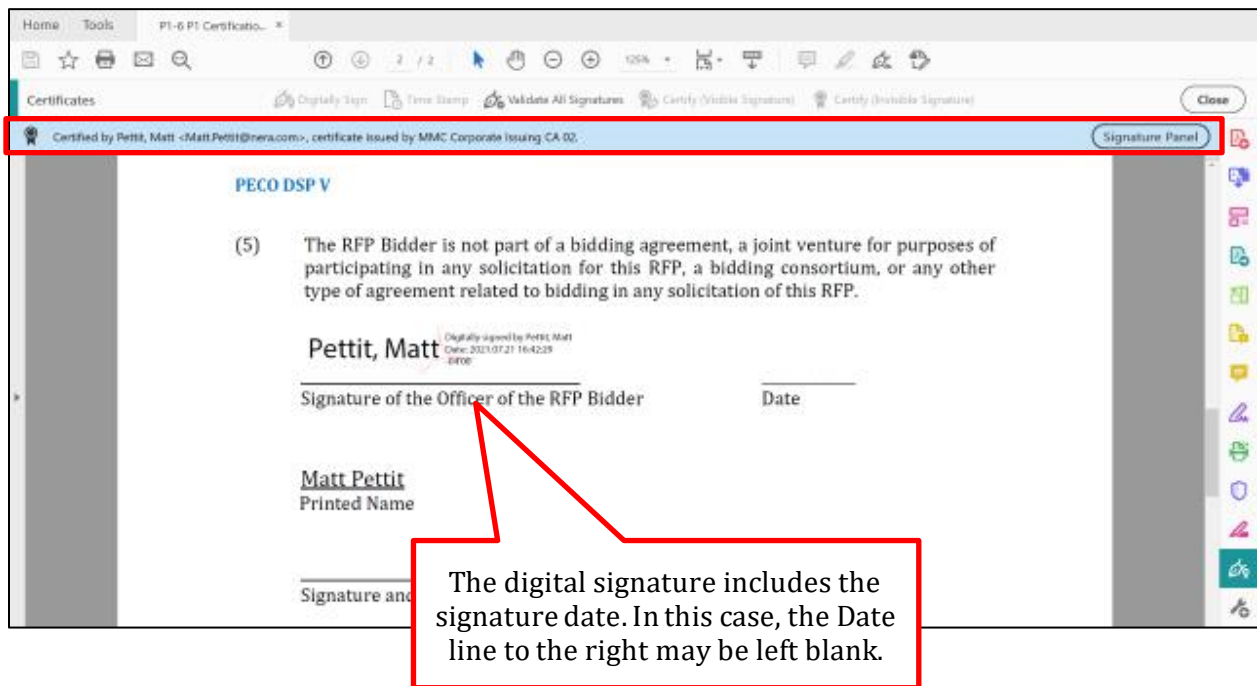 Home Tools P1-6 P1 Certificatio... ×
2 / 2 125%
Certificates Digitally Sign Time Stamp Validate All Signatures Certify (Visible Signature) Certify (Invisible Signature) Close
Certified by Pettit, Matt <Matt.Pettit@nera.com>, certificate issued by MMC Corporate Issuing CA 02. Signature Panel
PECO DSP V
(5) The RFP Bidder is not part of a bidding agreement, a joint venture for purposes of
participating in any solicitation for this RFP, a bidding consortium, or any other
type of agreement related to bidding in any solicitation of this RFP.
Pettit, Matt
Digitally signed by Pettit, Matt
Date: 2021.07.21 16:42:29
-04'00'
Signature of the Officer of the RFP Bidder Date
Matt Pettit
Printed Name
Signature and
The digital signature includes the
signature date. In this case, the Date
line to the right may be left blank.